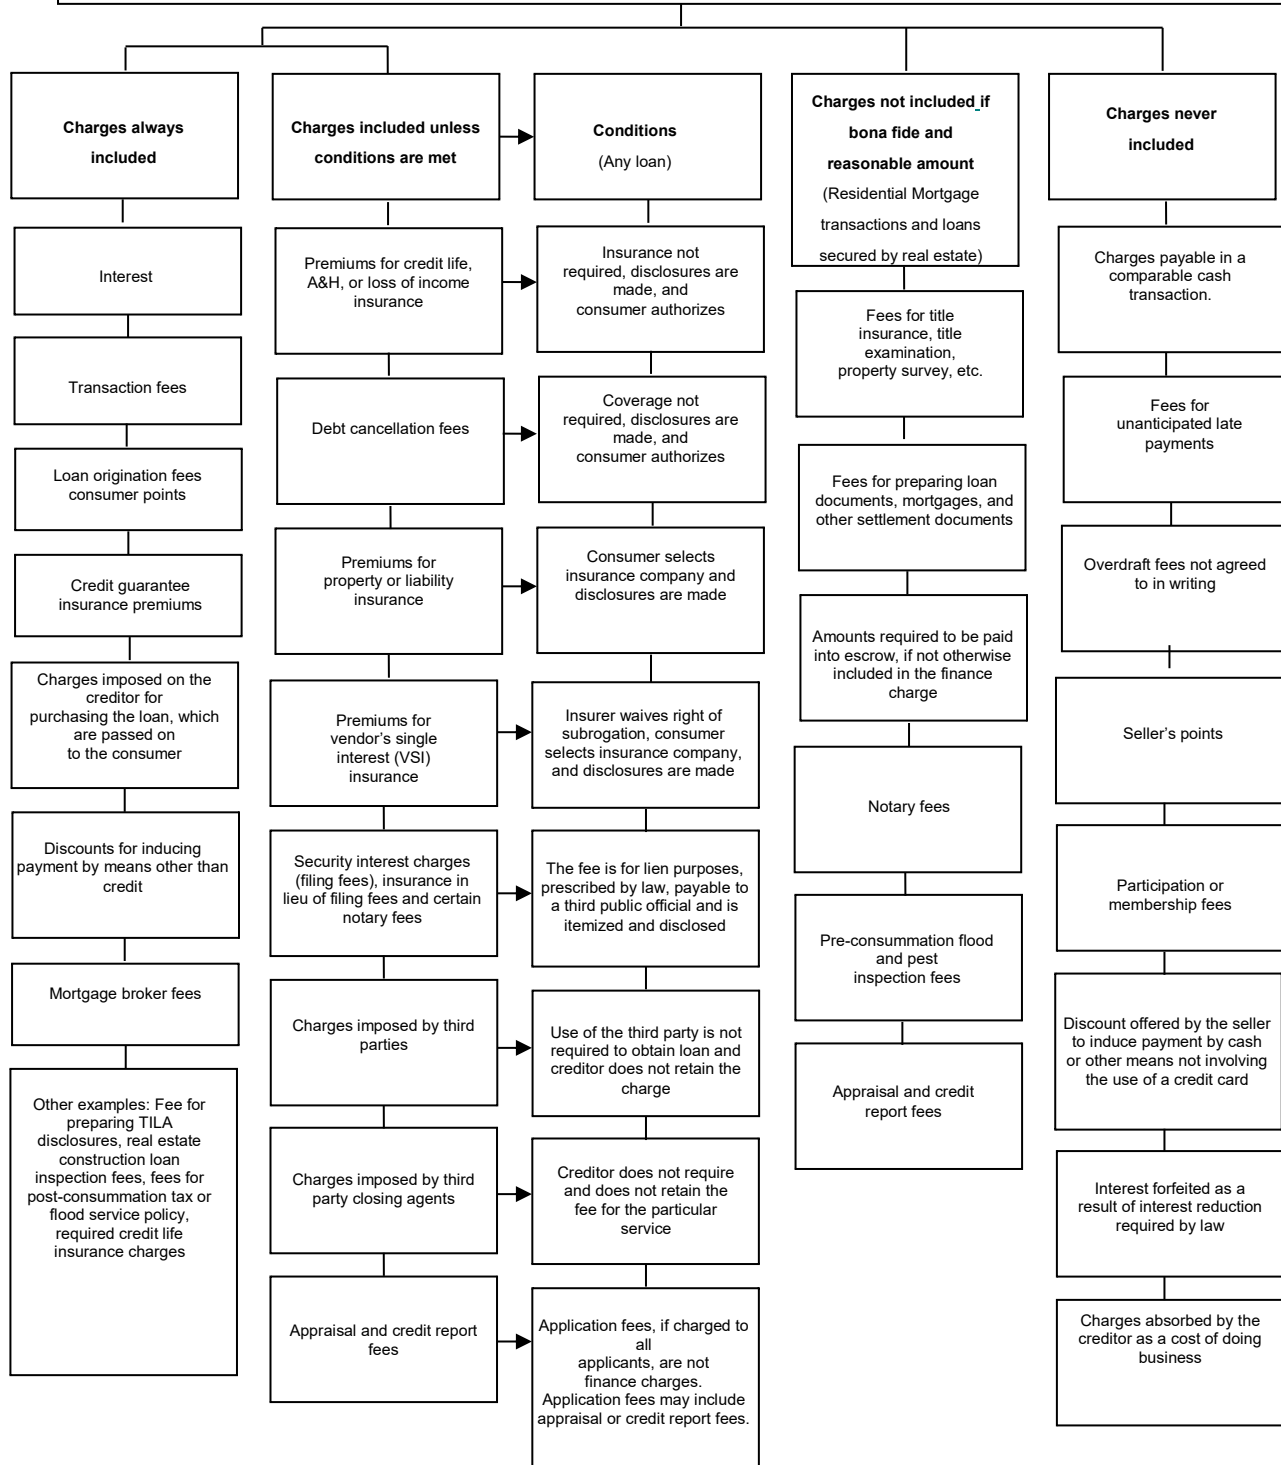 Charges always
included
Interest
Transaction fees
Loan origination fees
consumer points
Credit guarantee
insurance premiums
Charges imposed on the
creditor for
purchasing the loan, which
are passed on
to the consumer
Discounts for inducing
payment by means other than
credit
Mortgage broker fees
Other examples: Fee for
preparing TILA
disclosures, real estate
construction loan
inspection fees, fees for
post-consummation tax or
flood service policy,
required credit life
insurance charges
Charges included unless
conditions are met
Premiums for credit life,
A&H, or loss of income
insurance
Debt cancellation fees
Premiums for
property or liability
insurance
Premiums for
vendor’s single
interest (VSI)
insurance
Security interest charges
(filing fees), insurance in
lieu of filing fees and certain
notary fees
Charges imposed by third
parties
Charges imposed by third
party closing agents
Appraisal and credit report
fees
Conditions
(Any loan)
Insurance not
required, disclosures are
made, and
consumer authorizes
Coverage not
required, disclosures are
made, and
consumer authorizes
Consumer selects
insurance company and
disclosures are made
Insurer waives right of
subrogation, consumer
selects insurance company,
and disclosures are made
The fee is for lien purposes,
prescribed by law, payable to
a third public official and is
itemized and disclosed
Use of the third party is not
required to obtain loan and
creditor does not retain the
charge
Creditor does not require
and does not retain the
fee for the particular
service
Application fees, if charged to
all
applicants, are not
finance charges.
Application fees may include
appraisal or credit report fees.
Charges not included if
bona fide and
reasonable amount
(Residential Mortgage
transactions and loans
secured by real estate)
Fees for title
insurance, title
examination,
property survey, etc.
Fees for preparing loan
documents, mortgages, and
other settlement documents
Amounts required to be paid
into escrow, if not otherwise
included in the finance
charge
Notary fees
Pre-consummation flood
and pest
inspection fees
Appraisal and credit
report fees
Charges never
included
Charges payable in a
comparable cash
transaction.
Fees for
unanticipated late
payments
Overdraft fees not agreed
to in writing
Seller’s points
Participation or
membership fees
Discount offered by the seller
to induce payment by cash
or other means not involving
the use of a credit card
Interest forfeited as a
result of interest reduction
required by law
Charges absorbed by the
creditor as a cost of doing
business